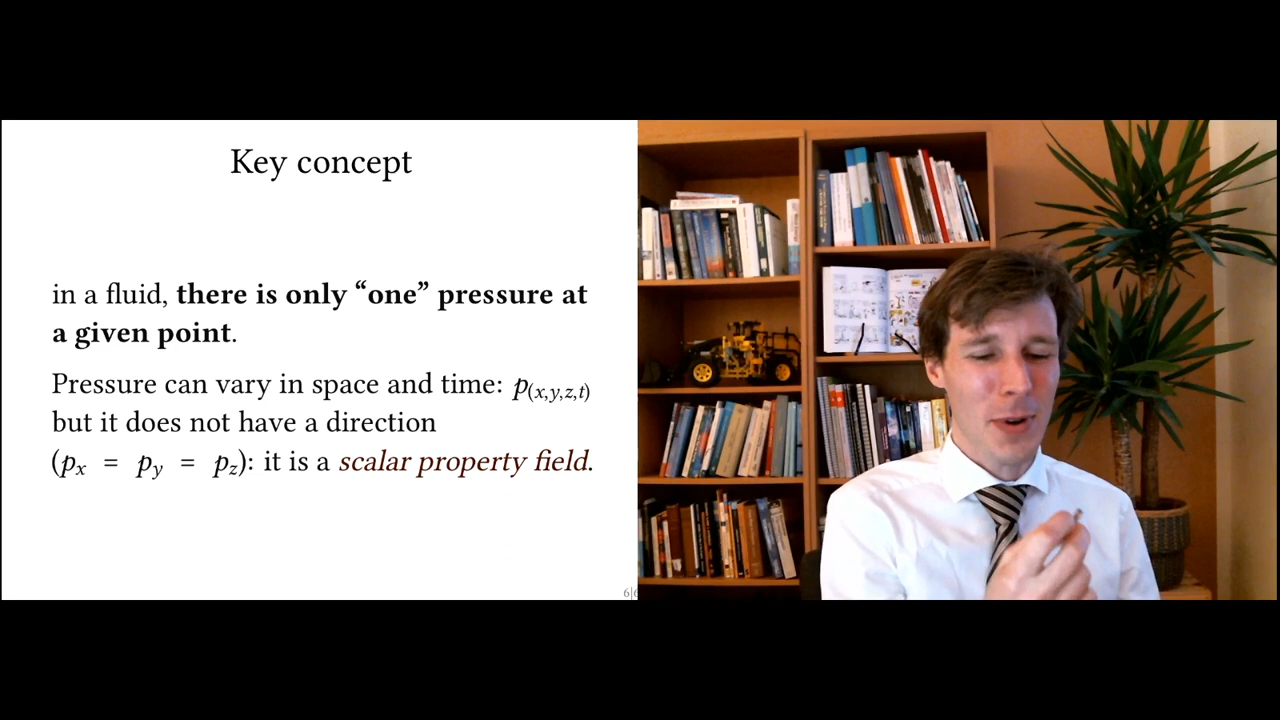 Key concept
in a fluid, there is only “one” pressure at
a given point.
Pressure can vary in space and time: p(x,y,z,t)
but it does not have a direction
(px = py = pz): it is a scalar property field.